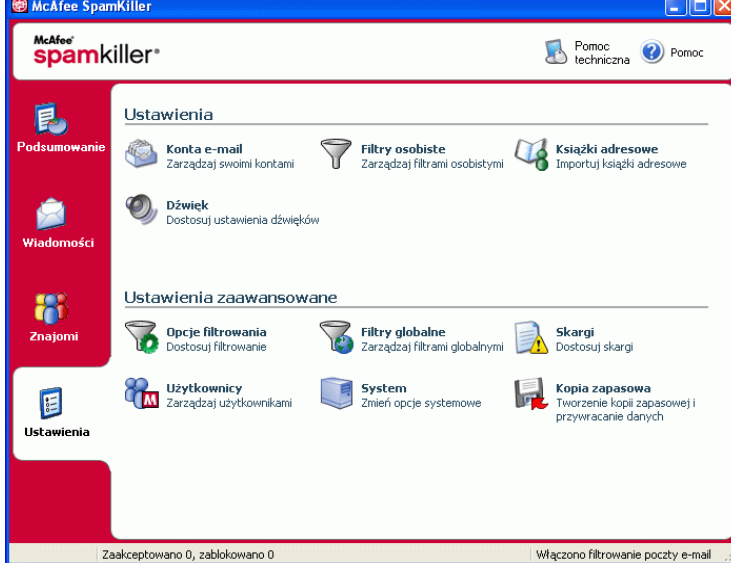 McAfee SpamKiller
McAfee®
spamkiller®
Pomoc
techniczna
Pomoc
Podsumowanie
Wiadomości
Znajomi
Ustawienia
Ustawienia
Konta e-mail
Zarządzaj swoimi kontami
Filtry osobiste
Zarządzaj filtrami osobistymi
Książki adresowe
Importuj książki adresowe
Dźwięk
Dostosuj ustawienia dźwięków
Ustawienia zaawansowane
Opcje filtrowania
Dostosuj filtrowanie
Filtry globalne
Zarządzaj filtrami globalnymi
Skargi
Dostosuj skargi
Użytkownicy
Zarządzaj użytkownikami
System
Zmień opcje systemowe
Kopia zapasowa
Tworzenie kopii zapasowej i
przywracanie danych
Zaakceptowano 0, zablokowano 0
Włączono filtrowanie poczty e-mail